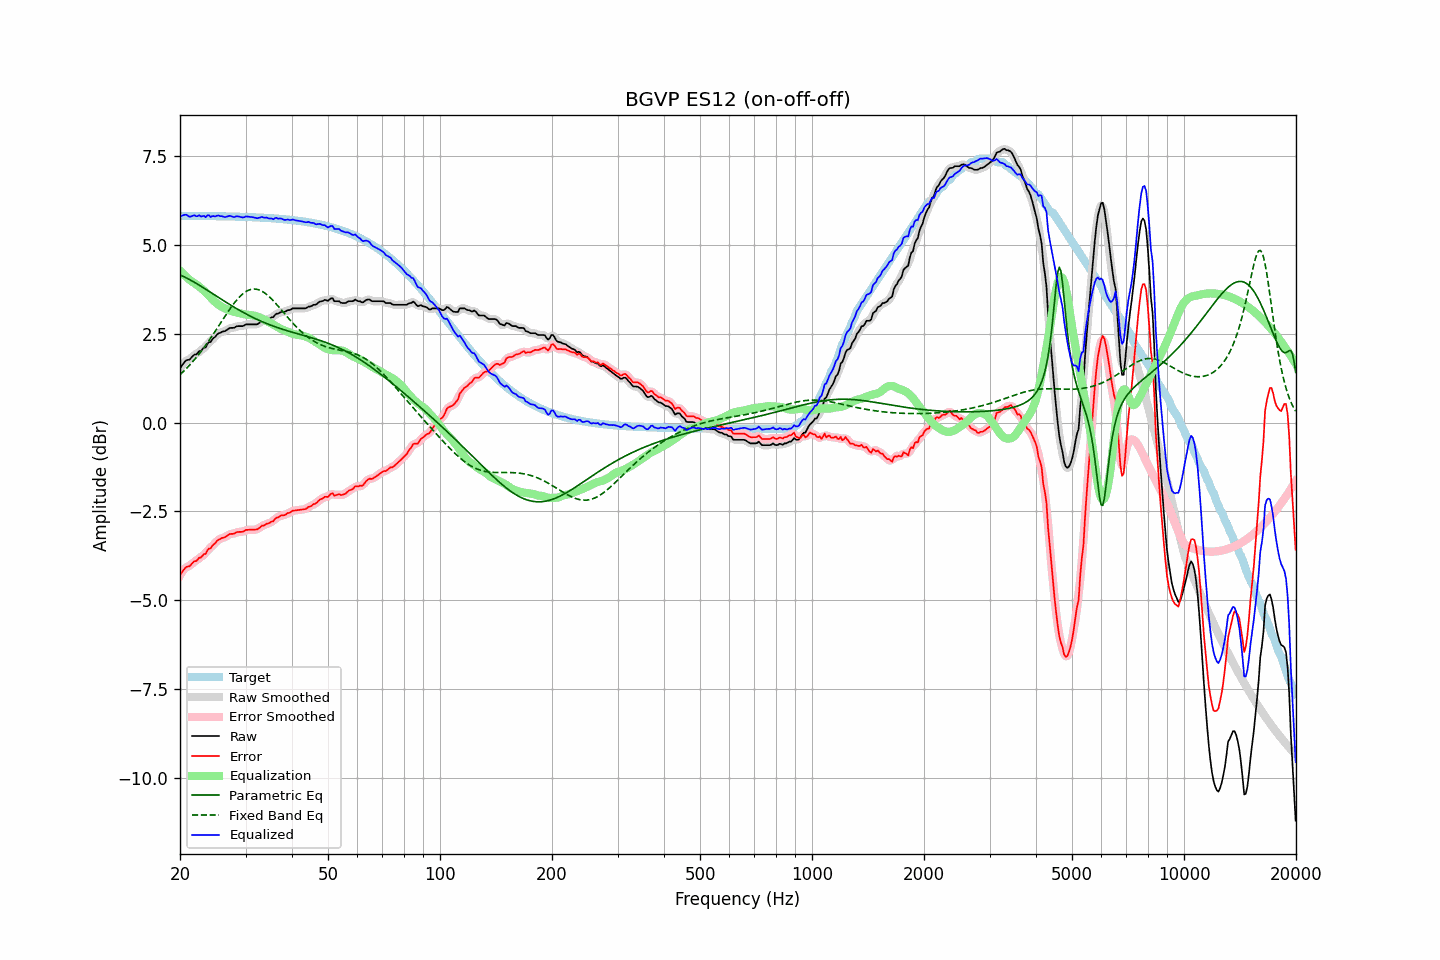 BGVP ES12 (on-off-off)
Amplitude (dBr)
7.5
5.0
2.5
0.0
−2.5
−5.0
−7.5
−10.0
Target
Raw Smoothed
Error Smoothed
Raw
Error
Equalization
Parametric Eq
Fixed Band Eq
Equalized
20 50 100 200 500 1000 2000 5000 10000 20000
Frequency (Hz)